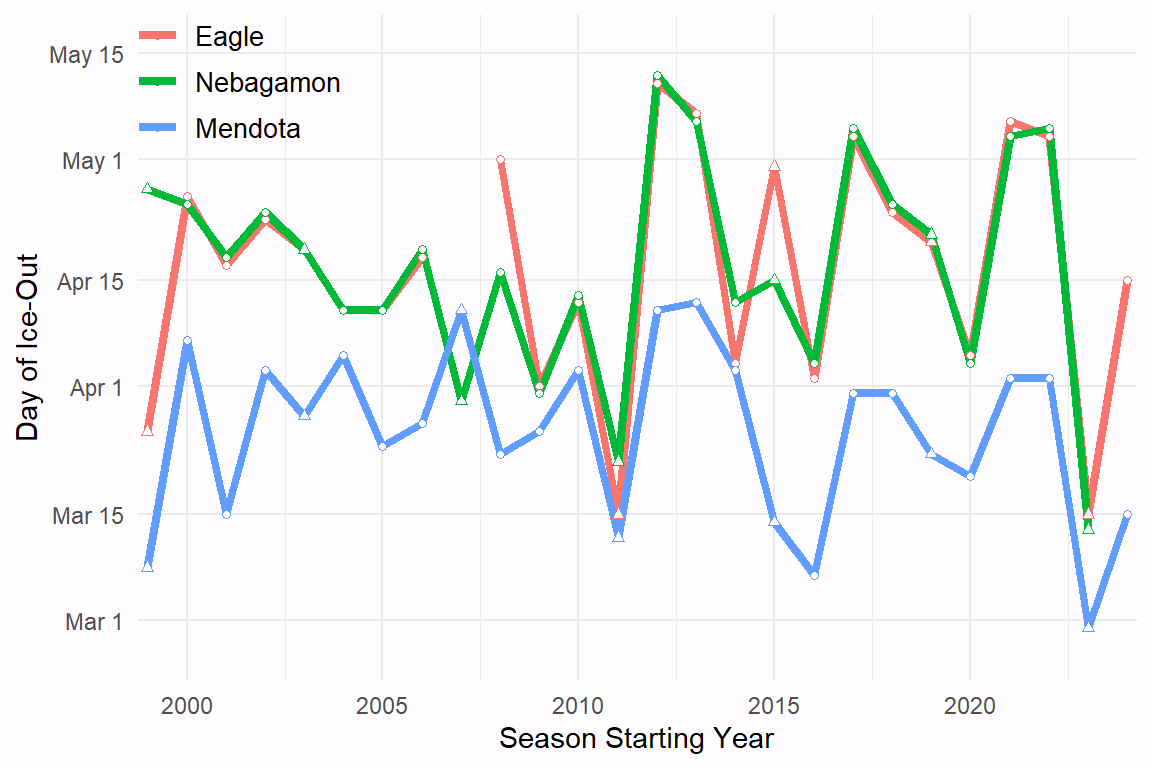 Eagle
Nebagamon
Mendota
Day of Ice-Out
May 15
May 1
Apr 15
Apr 1
Mar 15
Mar 1
2000 2005 2010 2015 2020
Season Starting Year